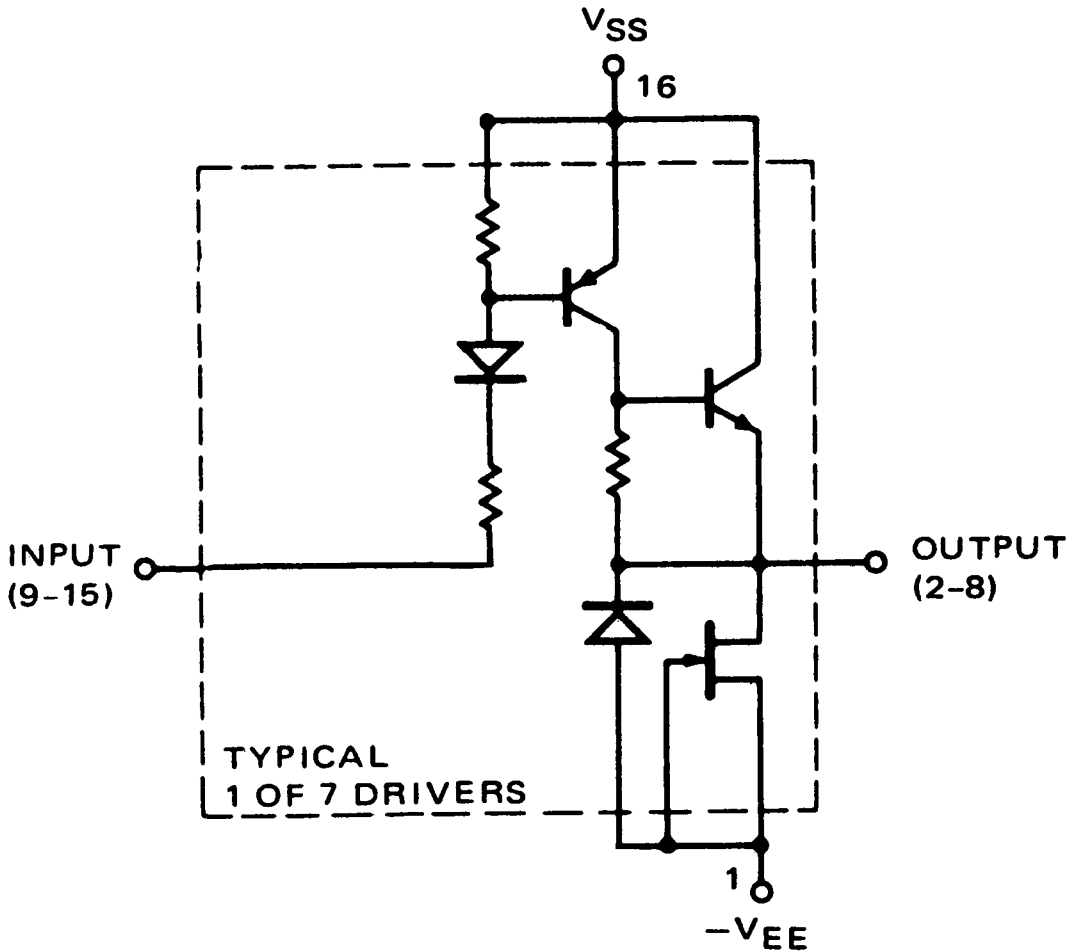 VSS
16
INPUT
(9-15)
OUTPUT
(2-8)
TYPICAL
1 OF 7 DRIVERS
1
-VEE